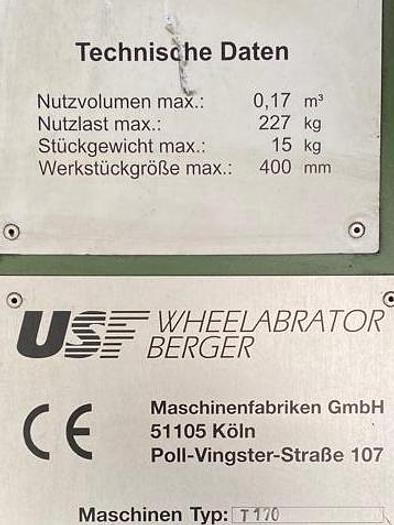 Technische Daten
Nutzvolumen max.: 0,17 m³
Nutzlast max.: 227 kg
Stückgewicht max.: 15 kg
Werkstückgröße max.: 400 mm
USF WHEELABRATOR
BERGER
CE Maschinenfabriken GmbH
51105 Köln
Poll-Vingster-Straße 107
Maschinen Typ: T 170